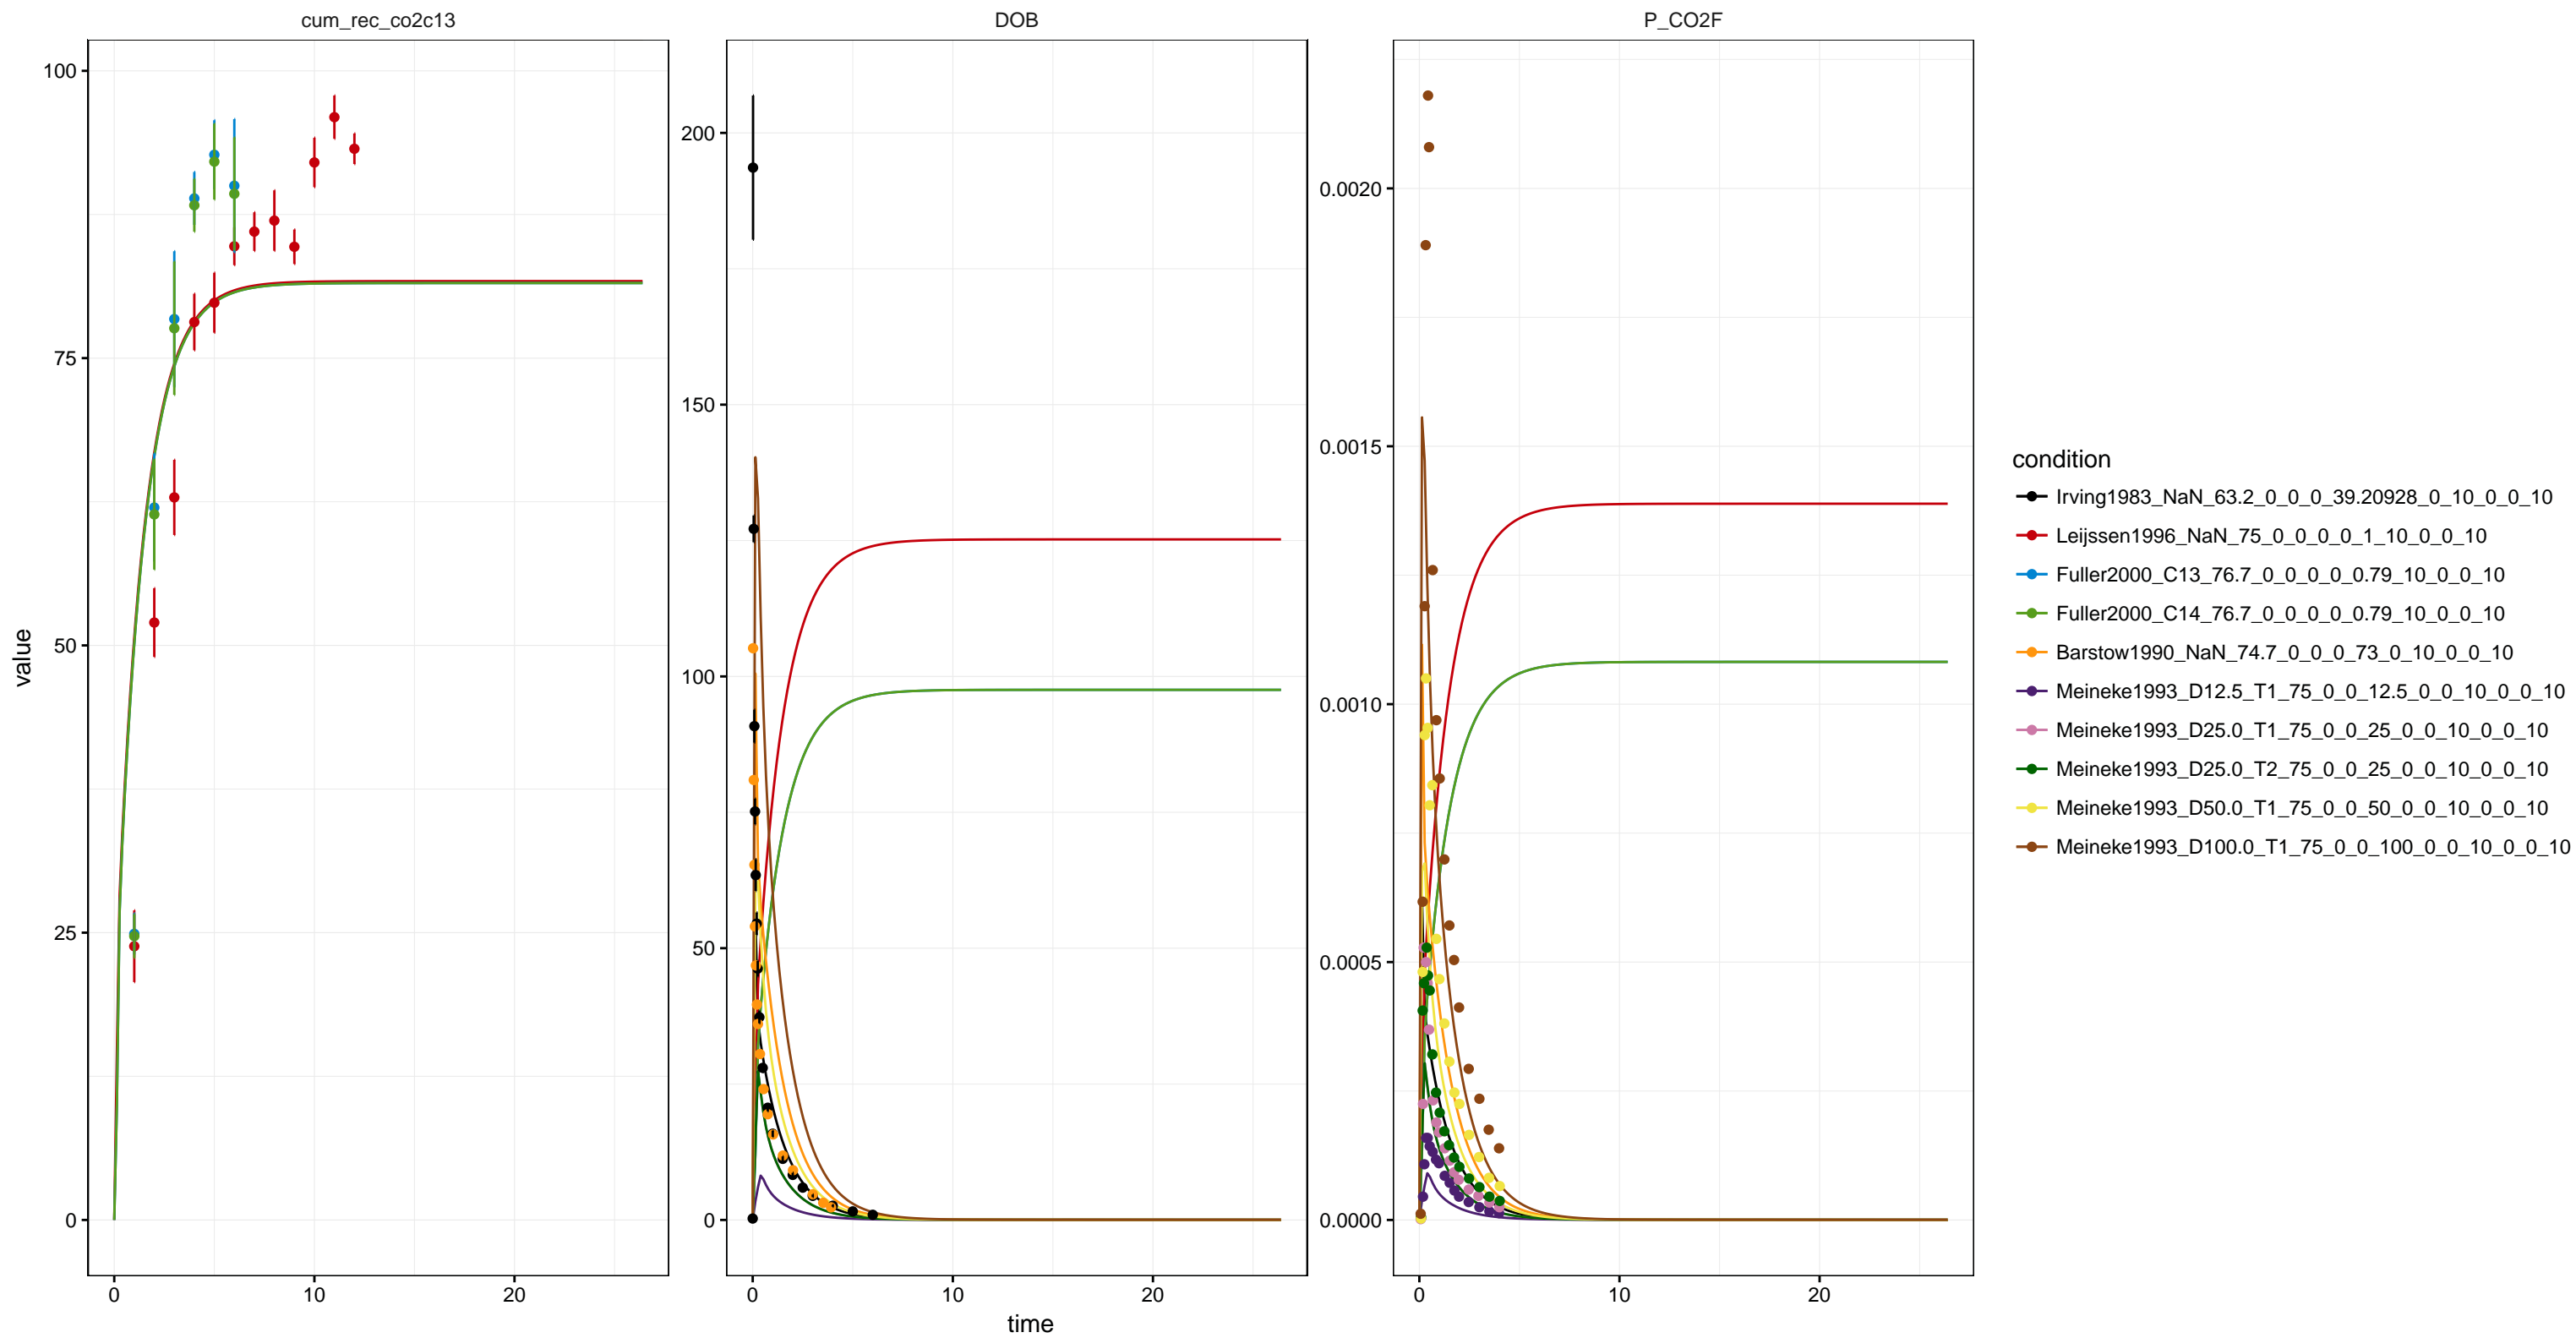 cum_rec_co2c13
DOB
P_CO2F
100
75
50
25
0
200
150
100
50
0
0.0020
0.0015
0.0010
0.0005
0.0000
0 10 20
0 10 20
0 10 20
value
time
condition
Irving1983_NaN_63.2_0_0_0_39.20928_0_10_0_0_10
Leijssen1996_NaN_75_0_0_0_0_1_10_0_0_10
Fuller2000_C13_76.7_0_0_0_0_0.79_10_0_0_10
Fuller2000_C14_76.7_0_0_0_0_0.79_10_0_0_10
Barstow1990_NaN_74.7_0_0_0_73_0_10_0_0_10
Meineke1993_D12.5_T1_75_0_0_12.5_0_0_10_0_0_10
Meineke1993_D25.0_T1_75_0_0_25_0_0_10_0_0_10
Meineke1993_D25.0_T2_75_0_0_25_0_0_10_0_0_10
Meineke1993_D50.0_T1_75_0_0_50_0_0_10_0_0_10
Meineke1993_D100.0_T1_75_0_0_100_0_0_10_0_0_10